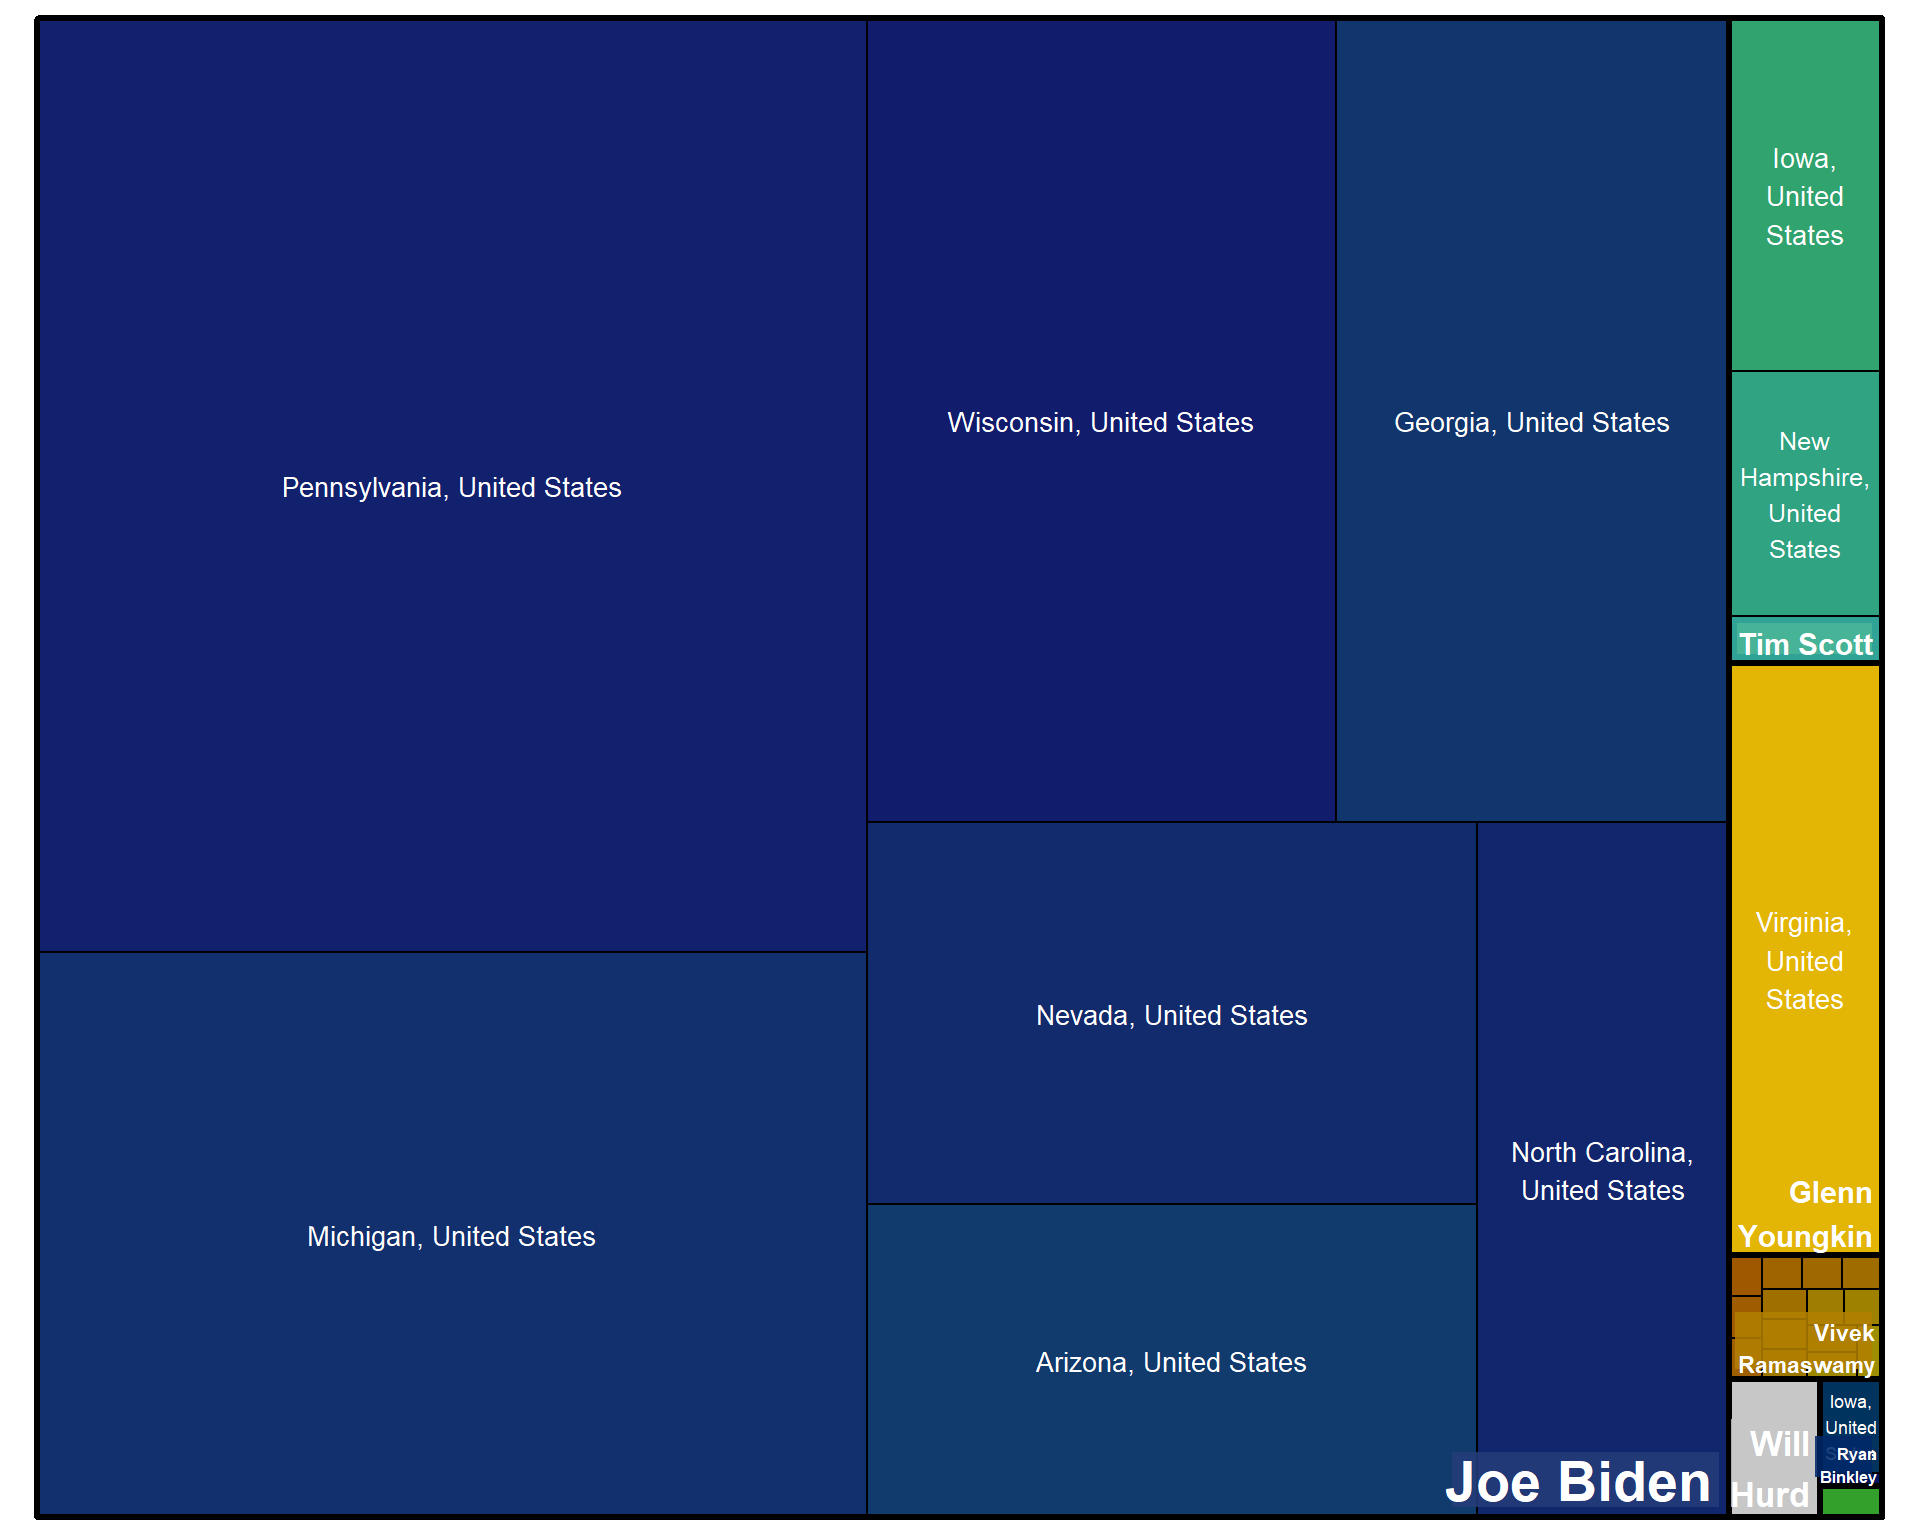 Pennsylvania, United States
Michigan, United States
Wisconsin, United States
Georgia, United States
Nevada, United States
Arizona, United States
North Carolina,
United States
Joe Biden
Iowa,
United
States
New
Hampshire,
United
States
Tim Scott
Virginia,
United
States
Glenn
Youngkin
Vivek
Ramaswamy
Will
Hurd
Iowa,
United
Ryan
Binkley